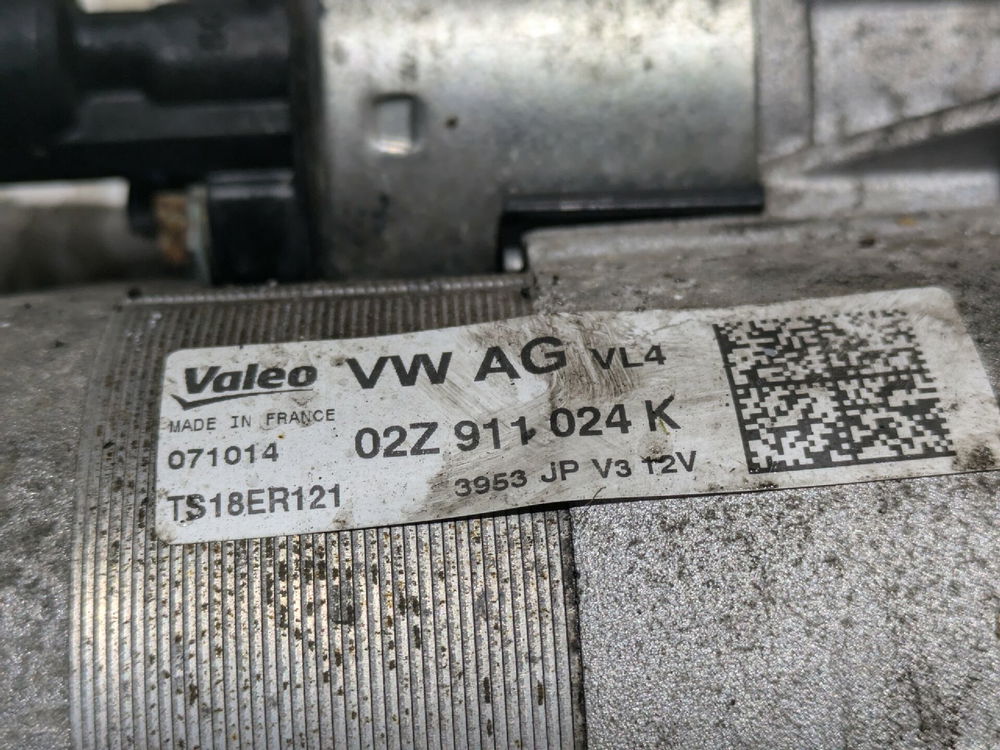 Valeo VW AG VL4
MADE IN FRANCE
071014 02Z 911 024 K
TS18ER121 3953 JP V3 12V